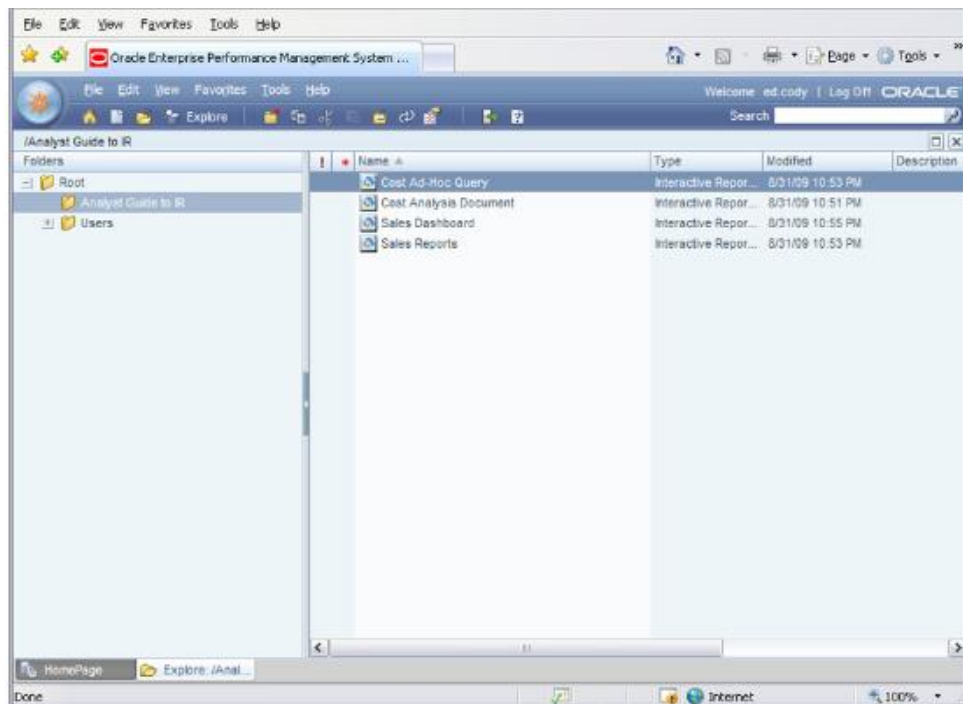 File Edit View Favorites Tools Help
Oracle Enterprise Performance Management System ...
Page Tools
File Edit View Favorites Tools Help
Welcome ed.cody | Log Off ORACLE
Explore
Search
/Analyst Guide to IR
Folders
! Name Type Modified Description
Root
Analyst Guide to IR
Users
Cost Ad-Hoc Query Interactive Repor... 8/31/09 10:53 PM
Cost Analysis Document Interactive Repor... 8/31/09 10:51 PM
Sales Dashboard Interactive Repor... 8/31/09 10:55 PM
Sales Reports Interactive Repor... 8/31/09 10:53 PM
HomePage Explore: /Anal...
Done Internet 100%